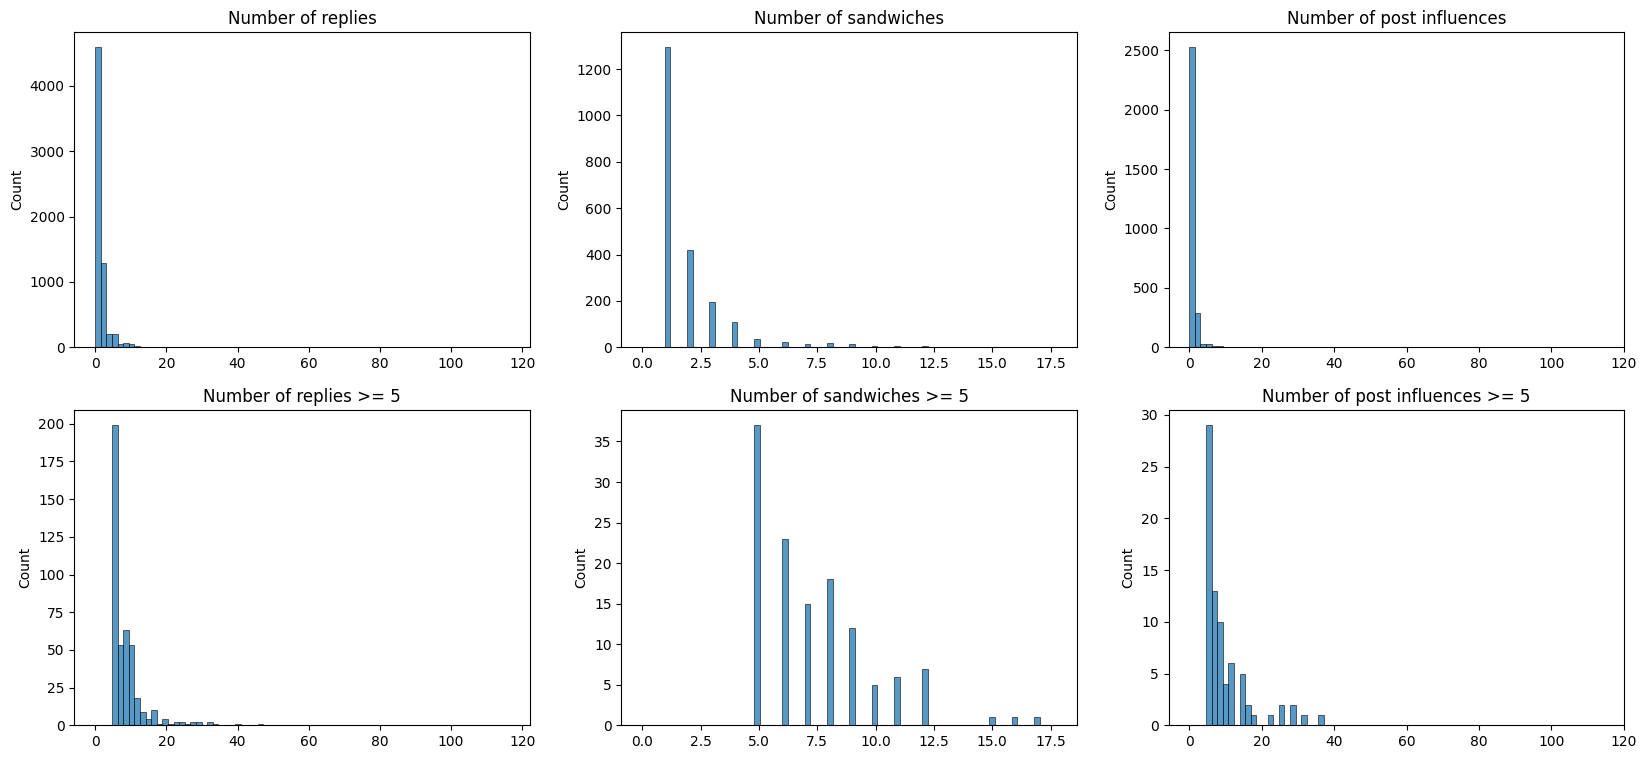 Number of replies
Count
4000
3000
2000
1000
0
0 20 40 60 80 100 120
Number of sandwiches
Count
1200
1000
800
600
400
200
0
0.0 2.5 5.0 7.5 10.0 12.5 15.0 17.5
Number of post influences
Count
2500
2000
1500
1000
500
0
0 20 40 60 80 100 120
Number of replies >= 5
Count
200
175
150
125
100
75
50
25
0
0 20 40 60 80 100 120
Number of sandwiches >= 5
Count
35
30
25
20
15
10
5
0
0.0 2.5 5.0 7.5 10.0 12.5 15.0 17.5
Number of post influences >= 5
Count
30
25
20
15
10
5
0
0 20 40 60 80 100 120